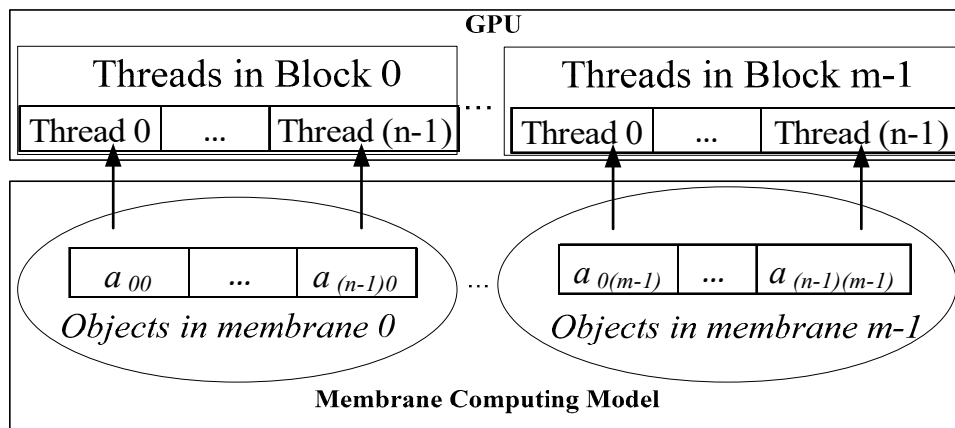 GPU
Threads in Block 0 ... Threads in Block m-1
Thread 0 ... Thread (n-1) Thread 0 ... Thread (n-1)
a 00 ... a (n-1)0 ... a 0(m-1) ... a (n-1)(m-1)
Objects in membrane 0 Objects in membrane m-1
Membrane Computing Model